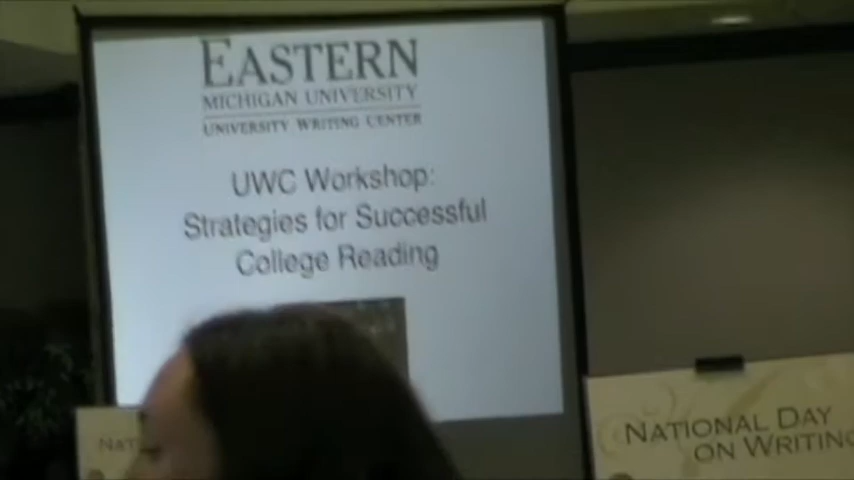 EASTERN
MICHIGAN UNIVERSITY
UNIVERSITY WRITING CENTER
UWC Workshop:
Strategies for Successful
College Reading
NATIONAL DAY
ON WRITING